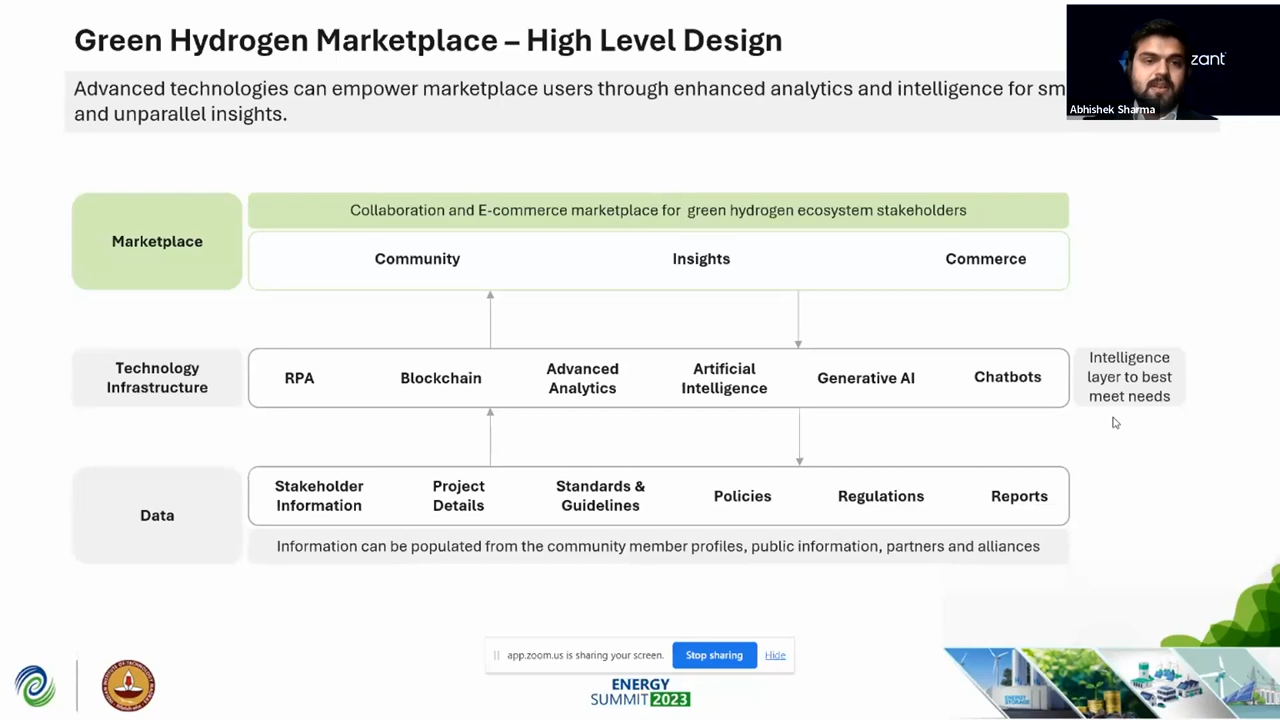 Green Hydrogen Marketplace – High Level Design
Advanced technologies can empower marketplace users through enhanced analytics and intelligence for
and unparallel insights.
zant
Abhishek Sharma
Marketplace
Collaboration and E-commerce marketplace for green hydrogen ecosystem stakeholders
Community Insights Commerce
Technology
Infrastructure
RPA
Blockchain
Advanced
Analytics
Artificial
Intelligence
Generative AI
Chatbots
Intelligence
layer to best
meet needs
Data
Stakeholder
Information
Project
Details
Standards &
Guidelines
Policies
Regulations
Reports
Information can be populated from the community member profiles, public information, partners and alliances
app.zoom.us is sharing your screen. Stop sharing Hide
ENERGY
SUMMIT 2023
ENERGY
STORAGE